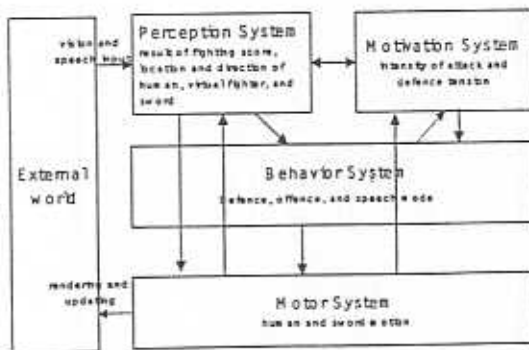 Perception System
result of fighting score,
location and direction of
human, virtual fighter, and
sword
Motivation System
Intensity of attack and
defence tension
vision and
speech input
External
world
Behavior System
Defence, offence, and speech mode
rendering and
updating
Motor System
human and sword motion